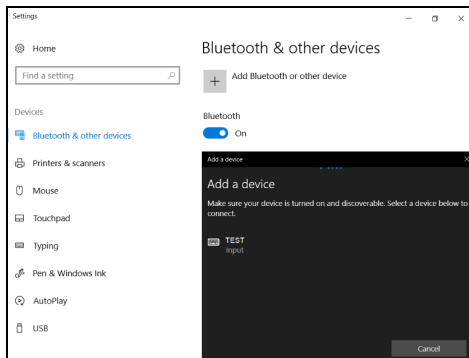 Settings
Home
Bluetooth & other devices
Find a setting
Add Bluetooth or other device
Devices
Bluetooth
Bluetooth & other devices
On
Printers & scanners
Add a device
Mouse
Add a device
Make sure your device is turned on and discoverable. Select a device below to
connect.
Touchpad
TEST
Input
Typing
Pen & Windows Ink
AutoPlay
USB
Cancel